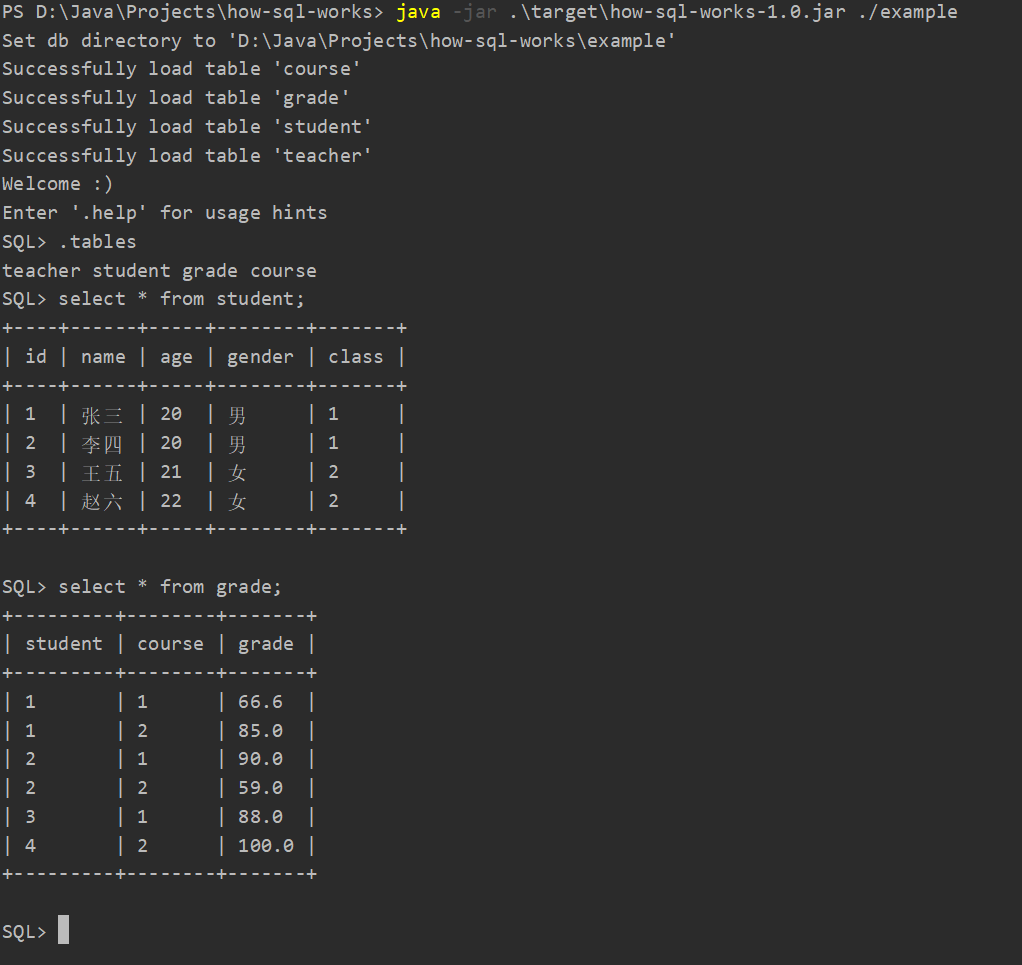 PS D:\Java\Projects\how-sql-works> java -jar .\target\how-sql-works-1.0.jar ./example
Set db directory to 'D:\Java\Projects\how-sql-works\example'
Successfully load table 'course'
Successfully load table 'grade'
Successfully load table 'student'
Successfully load table 'teacher'
Welcome :)
Enter '.help' for usage hints
SQL> .tables
teacher student grade course
SQL> select * from student;
+----+------+-----+--------+-------+
| id | name | age | gender | class |
+----+------+-----+--------+-------+
| 1  | 张三 | 20  | 男     | 1     |
| 2  | 李四 | 20  | 男     | 1     |
| 3  | 王五 | 21  | 女     | 2     |
| 4  | 赵六 | 22  | 女     | 2     |
+----+------+-----+--------+-------+

SQL> select * from grade;
+---------+--------+-------+
| student | course | grade |
+---------+--------+-------+
| 1       | 1      | 66.6  |
| 1       | 2      | 85.0  |
| 2       | 1      | 90.0  |
| 2       | 2      | 59.0  |
| 3       | 1      | 88.0  |
| 4       | 2      | 100.0 |
+---------+--------+-------+

SQL>